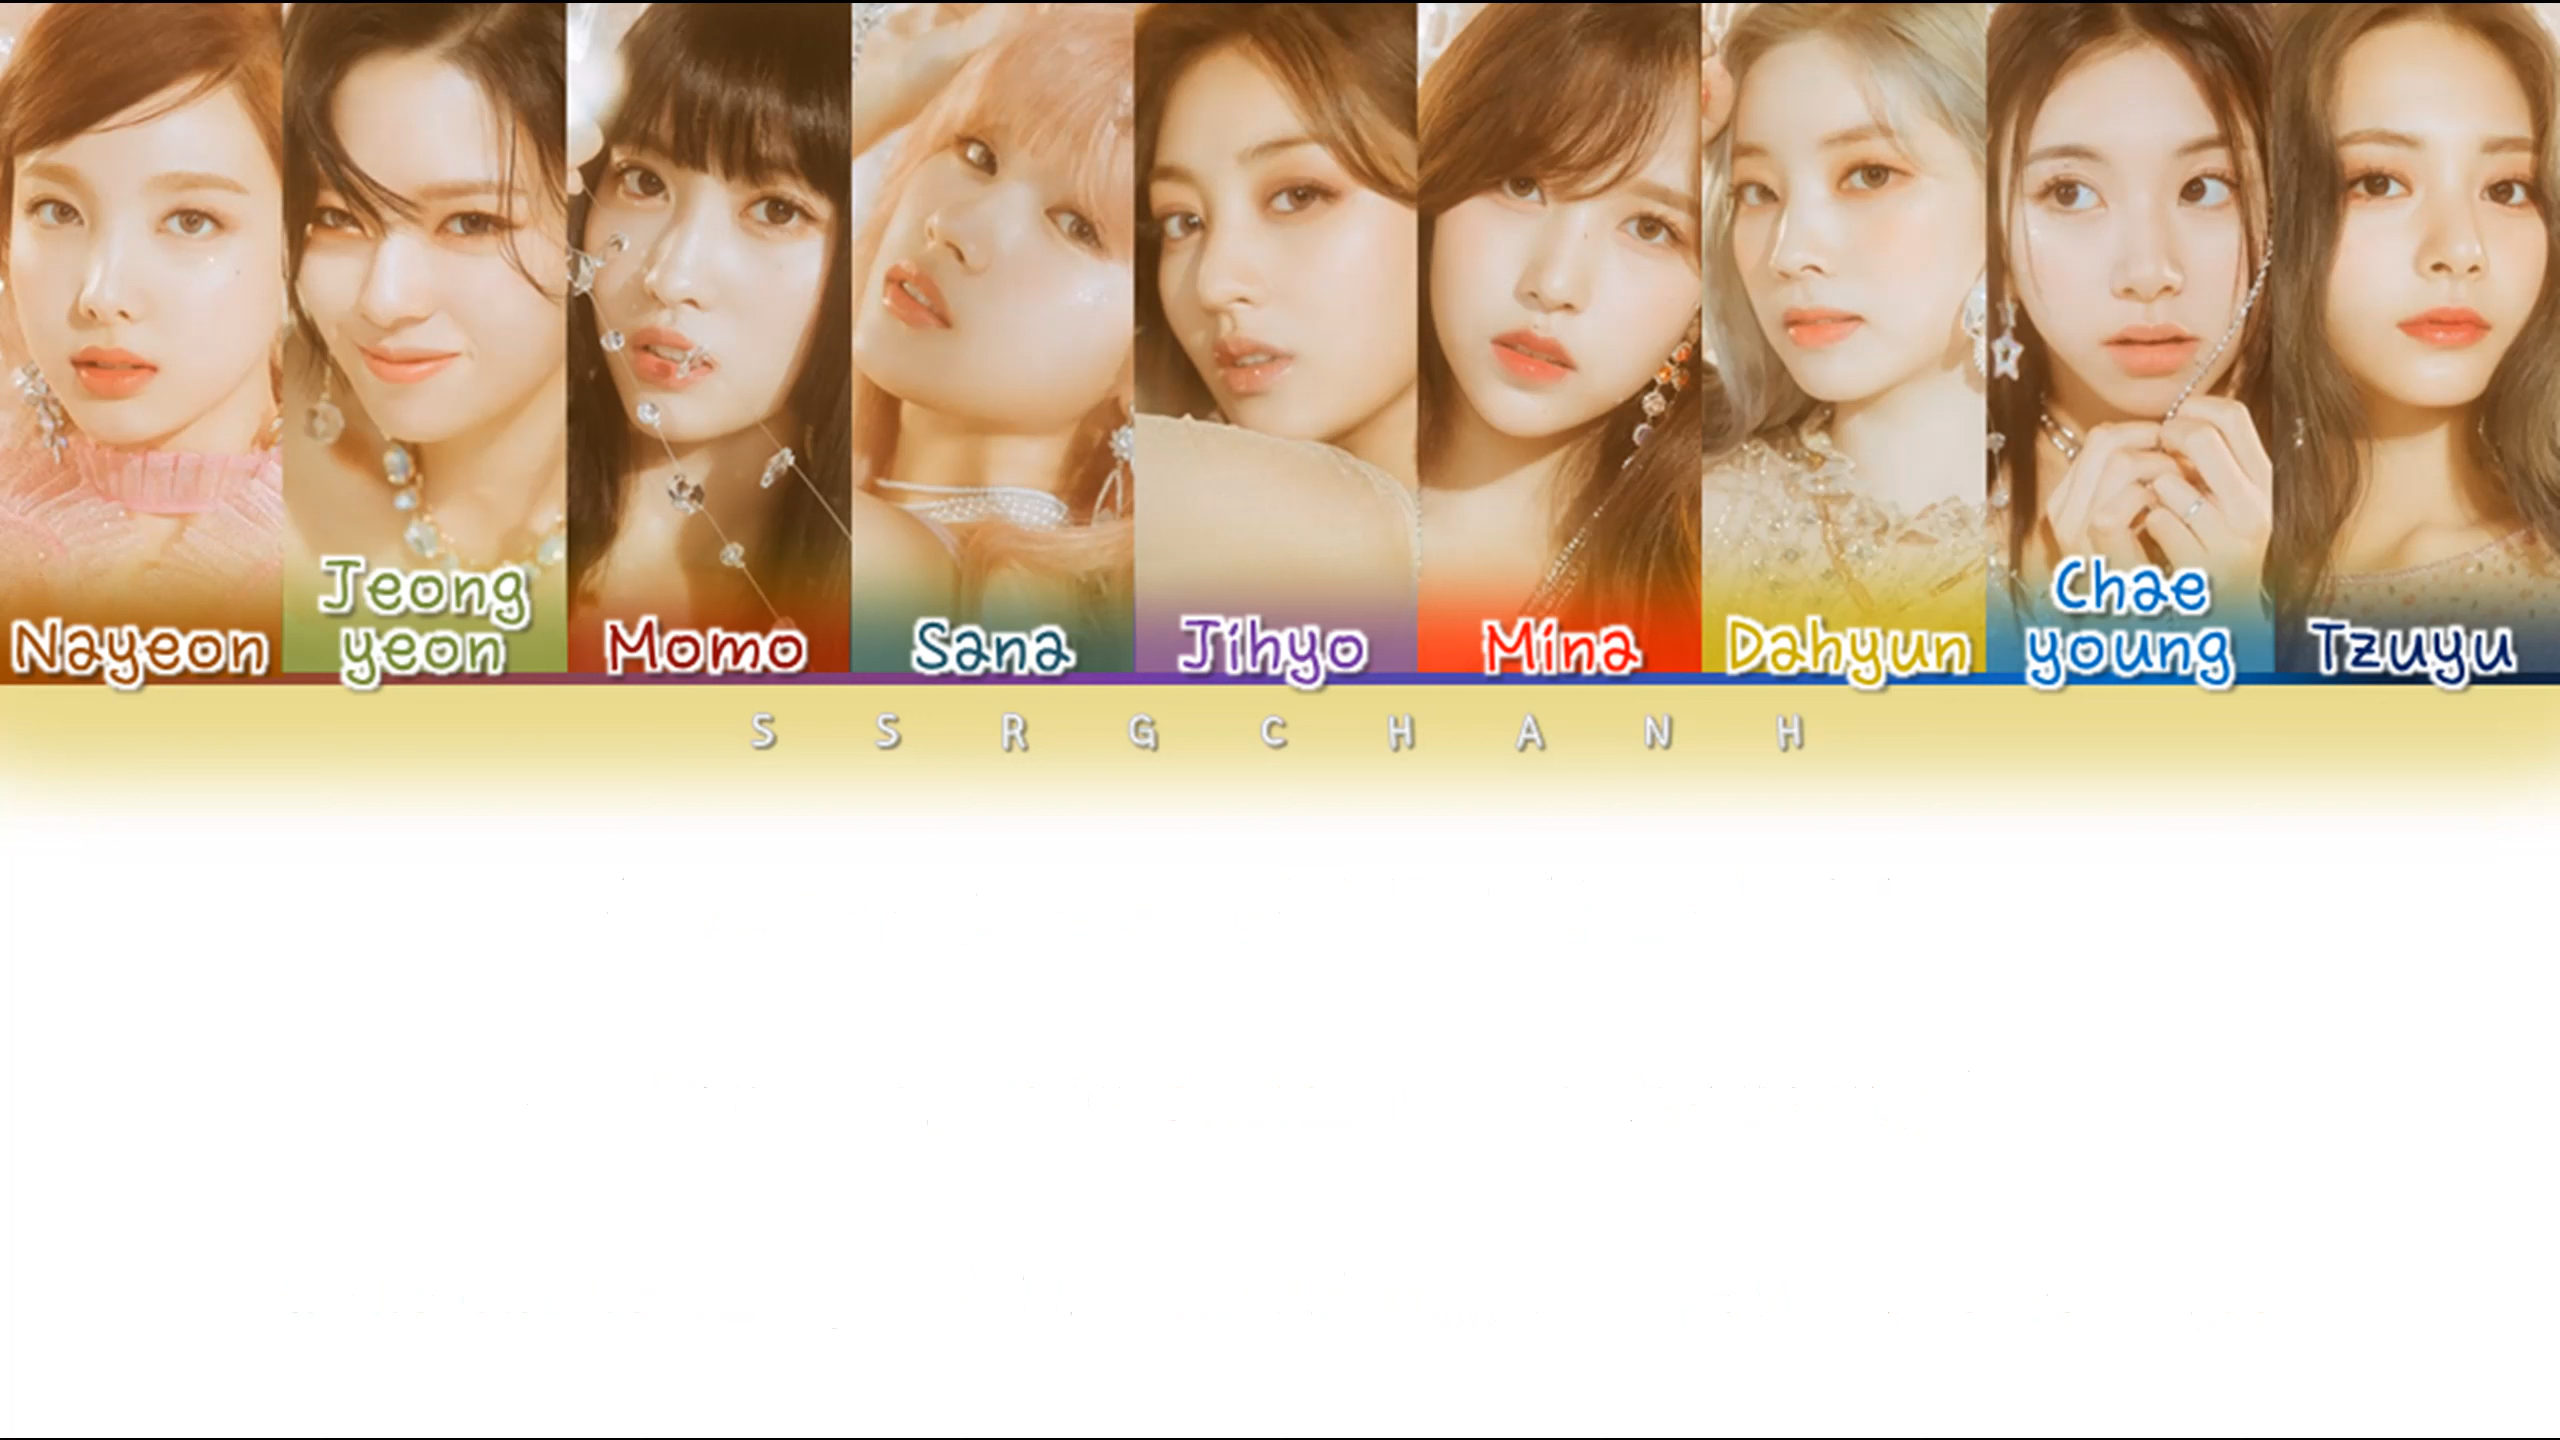 Nayeon
Jeong
yeon
Momo
Sana
Jihyo
Mina
Dahyun
Chae
young
Tzuyu
S S R G C H A N H